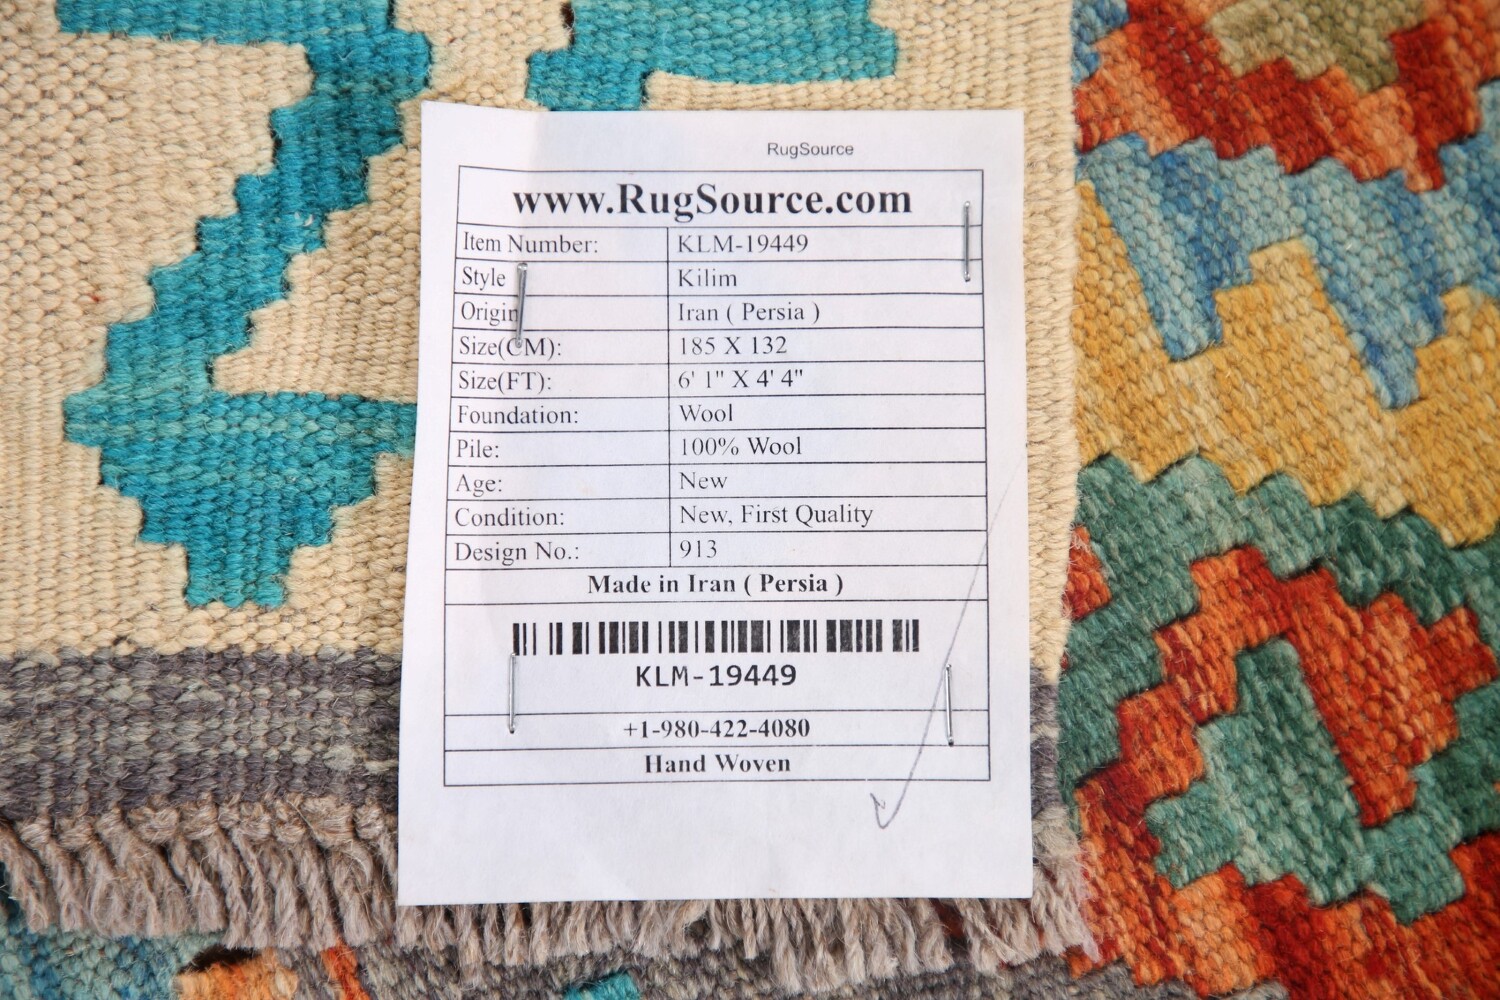 RugSource
www.RugSource.com
Item Number: KLM-19449
Style Kilim
Origin Iran ( Persia )
Size(CM): 185 X 132
Size(FT): 6' 1" X 4' 4"
Foundation: Wool
Pile: 100% Wool
Age: New
Condition: New, First Quality
Design No.: 913
Made in Iran ( Persia )
KLM-19449
+1-980-422-4080
Hand Woven